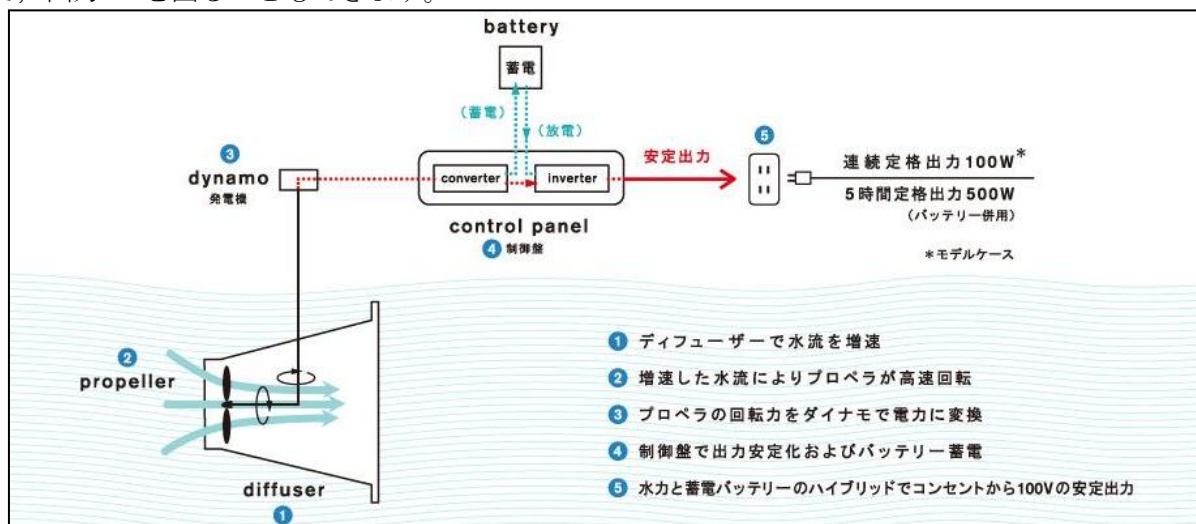 battery
蓄電
(蓄電)
(放電)
3
dynamo
発電機
converter
inverter
control panel
4 制御盤
安定出力
5
連続定格出力100W*
5時間定格出力500W
(バッテリー併用)
*モデルケース
2
propeller
diffuser
1
1 ディフューザーで水流を増速
2 増速した水流によりプロペラが高速回転
3 プロペラの回転力をダイナモで電力に変換
4 制御盤で出力安定化およびバッテリー蓄電
5 水力と蓄電バッテリーのハイブリッドでコンセントから100Vの安定出力